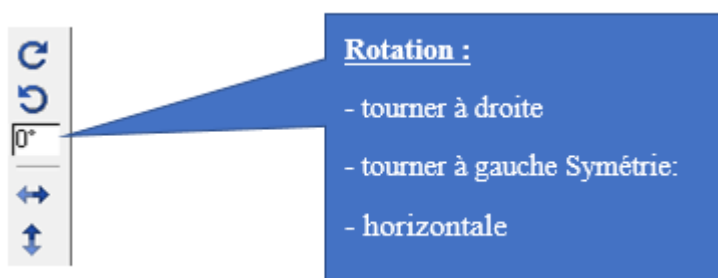 0°
Rotation :
- tourner à droite
- tourner à gauche Symétrie:
- horizontale